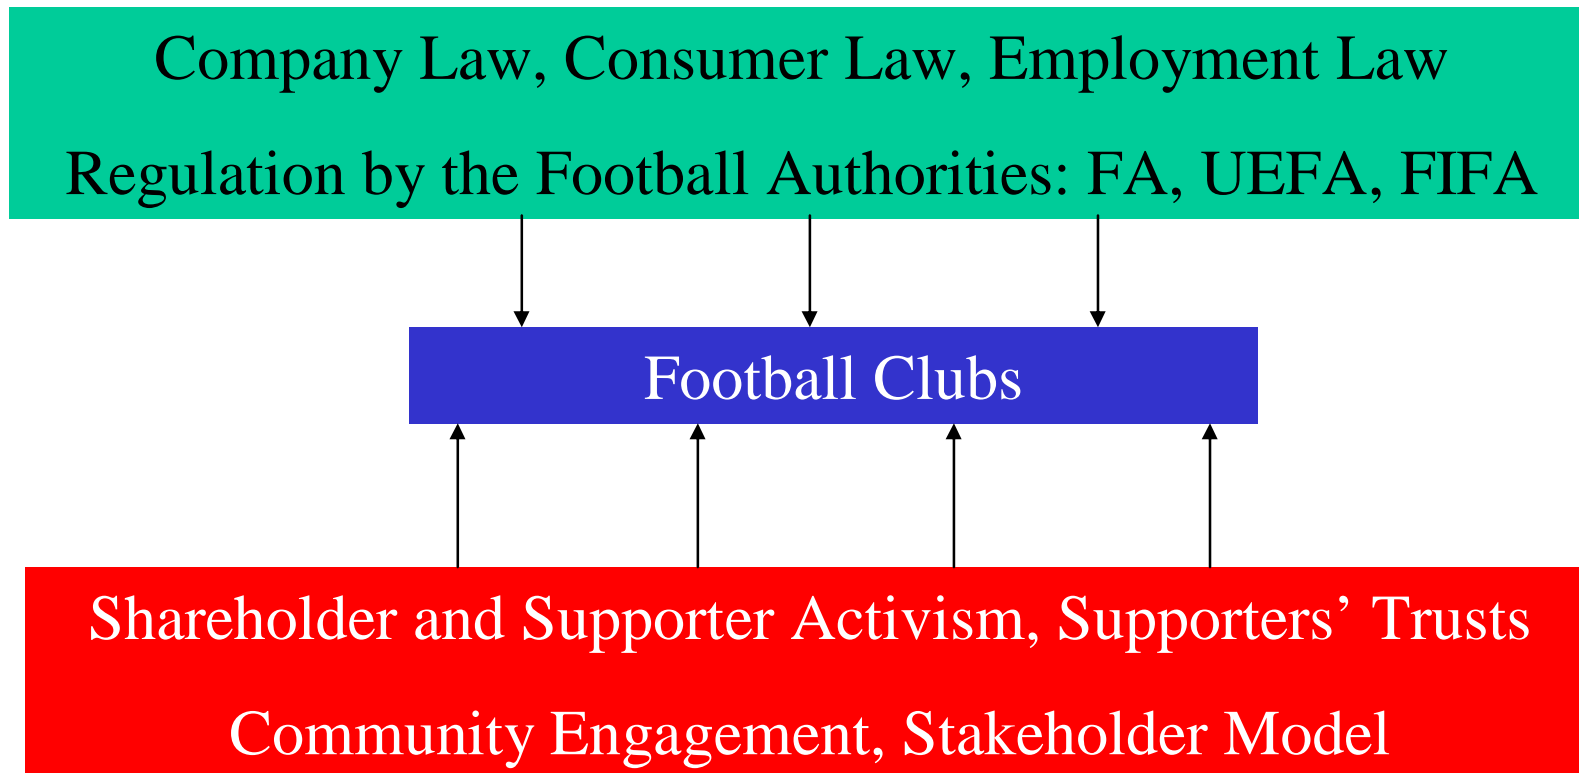 Company Law, Consumer Law, Employment Law
Regulation by the Football Authorities: FA, UEFA, FIFA
Football Clubs
Shareholder and Supporter Activism, Supporters’ Trusts
Community Engagement, Stakeholder Model